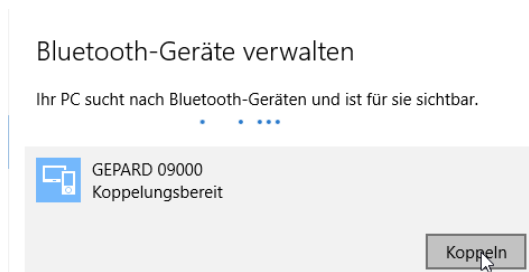 Bluetooth-Geräte verwalten
Ihr PC sucht nach Bluetooth-Geräten und ist für sie sichtbar.
GEPARD 09000
Koppelungsbereit
Koppeln